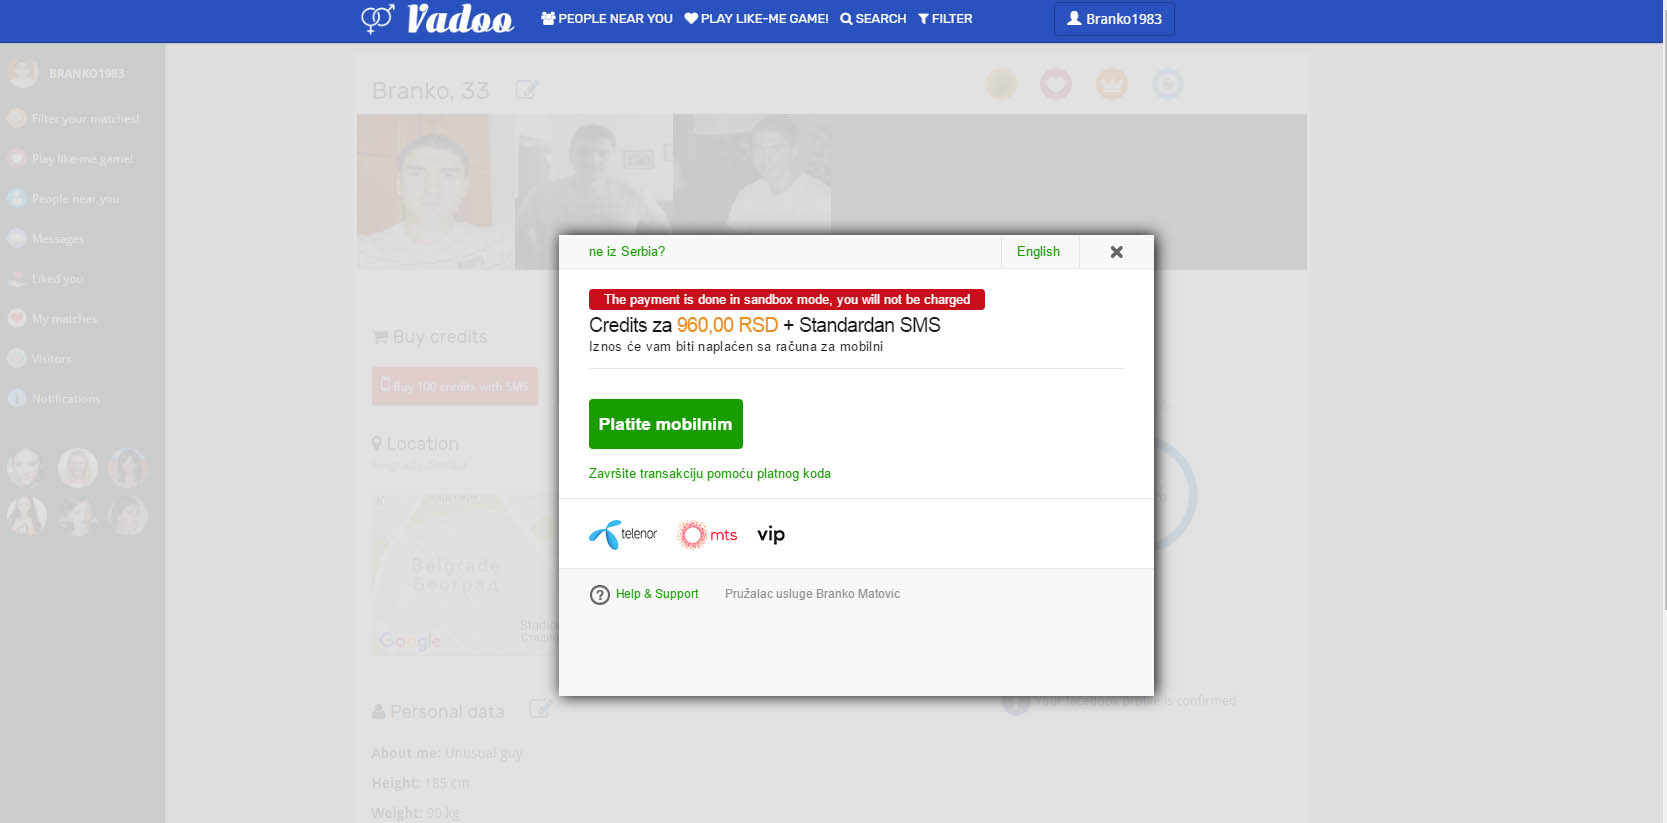 Vadoo
PEOPLE NEAR YOU
PLAY LIKE-ME GAME!
SEARCH
FILTER
Branko1983
BRANKO1983
Filter your matches!
Play like-me game!
People near you
Messages
Liked you
My matches
Visitors
Notifications
Branko, 33
Buy credits
Buy 100 credits with SMS
Location
Belgrade, Serbia
Belgrade
Београд
Google
Personal data
About me: Unusual guy
Height: 185 cm
Weight: 90 kg
ne iz Serbia?
English
The payment is done in sandbox mode, you will not be charged
Credits za 960,00 RSD + Standardan SMS
Iznos će vam biti naplaćen sa računa za mobilni
Platite mobilnim
Završite transakciju pomoću platnog koda
telenor
mts
vip
Help & Support
Pružalac usluge Branko Matovic
Your facebook profile is confirmed